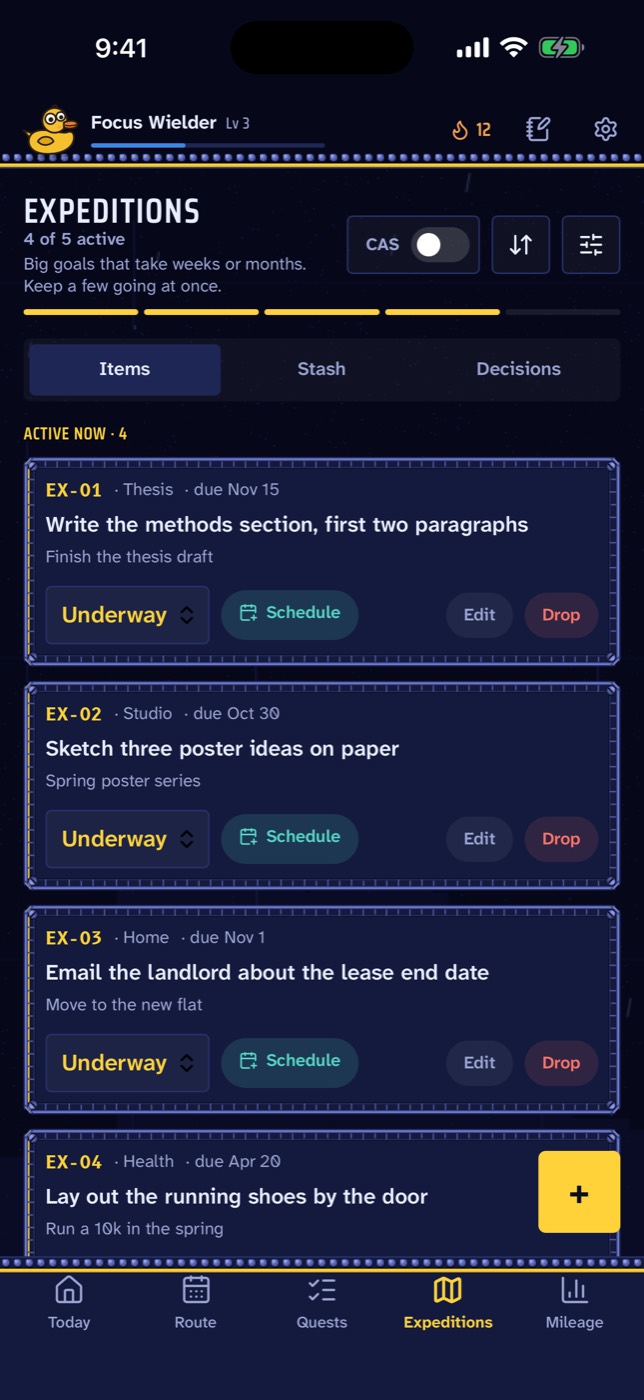 9:41
Focus Wielder Lv 3
12
EXPEDITIONS
4 of 5 active
Big goals that take weeks or months.
Keep a few going at once.
CAS
Items Stash Decisions
ACTIVE NOW · 4
EX-01 · Thesis · due Nov 15
Write the methods section, first two paragraphs
Finish the thesis draft
Underway Schedule Edit Drop
EX-02 · Studio · due Oct 30
Sketch three poster ideas on paper
Spring poster series
Underway Schedule Edit Drop
EX-03 · Home · due Nov 1
Email the landlord about the lease end date
Move to the new flat
Underway Schedule Edit Drop
EX-04 · Health · due Apr 20
Lay out the running shoes by the door
Run a 10k in the spring
+
Today Route Quests Expeditions Mileage